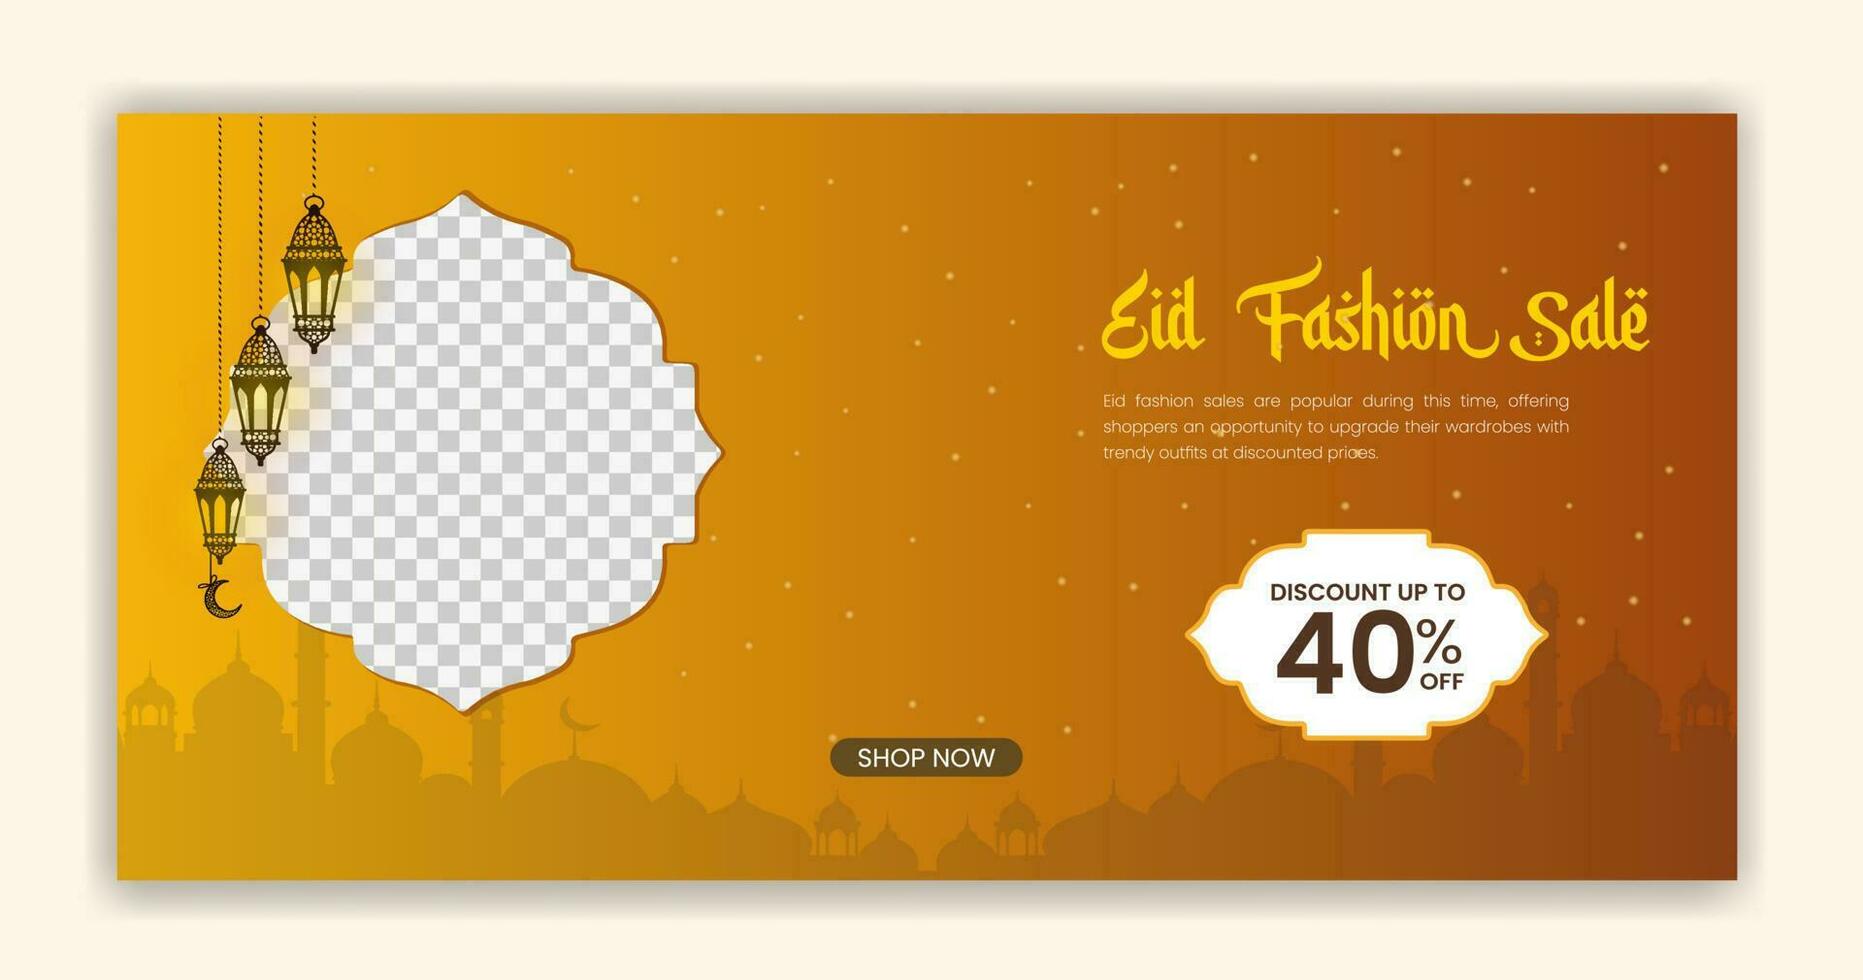 Eid Fashion Sale
Eid fashion sales are popular during this time, offering
shoppers an opportunity to upgrade their wardrobes with
trendy outfits at discounted prices.
DISCOUNT UP TO
40%
OFF
SHOP NOW